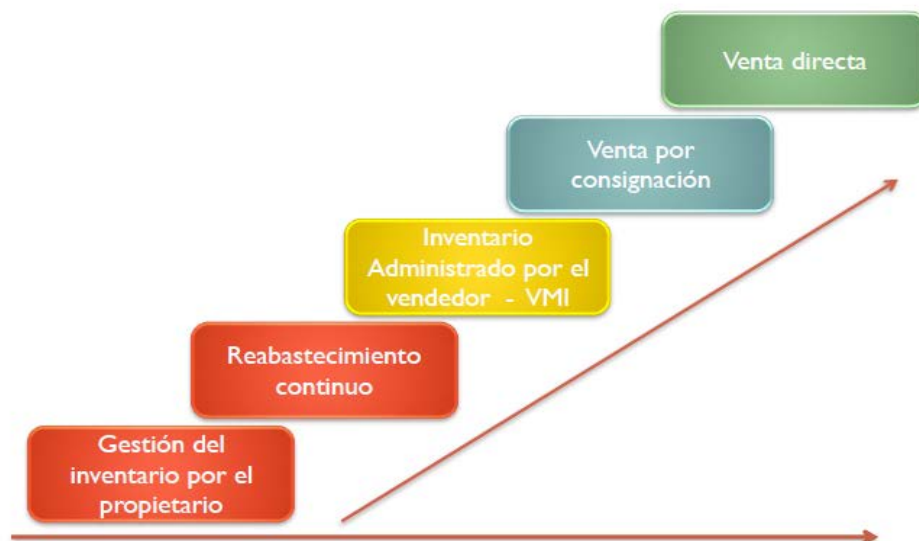 Venta directa
Venta por
consignación
Inventario
Administrado por el
vendedor - VMI
Reabastecimiento
continuo
Gestión del
inventario por el
propietario